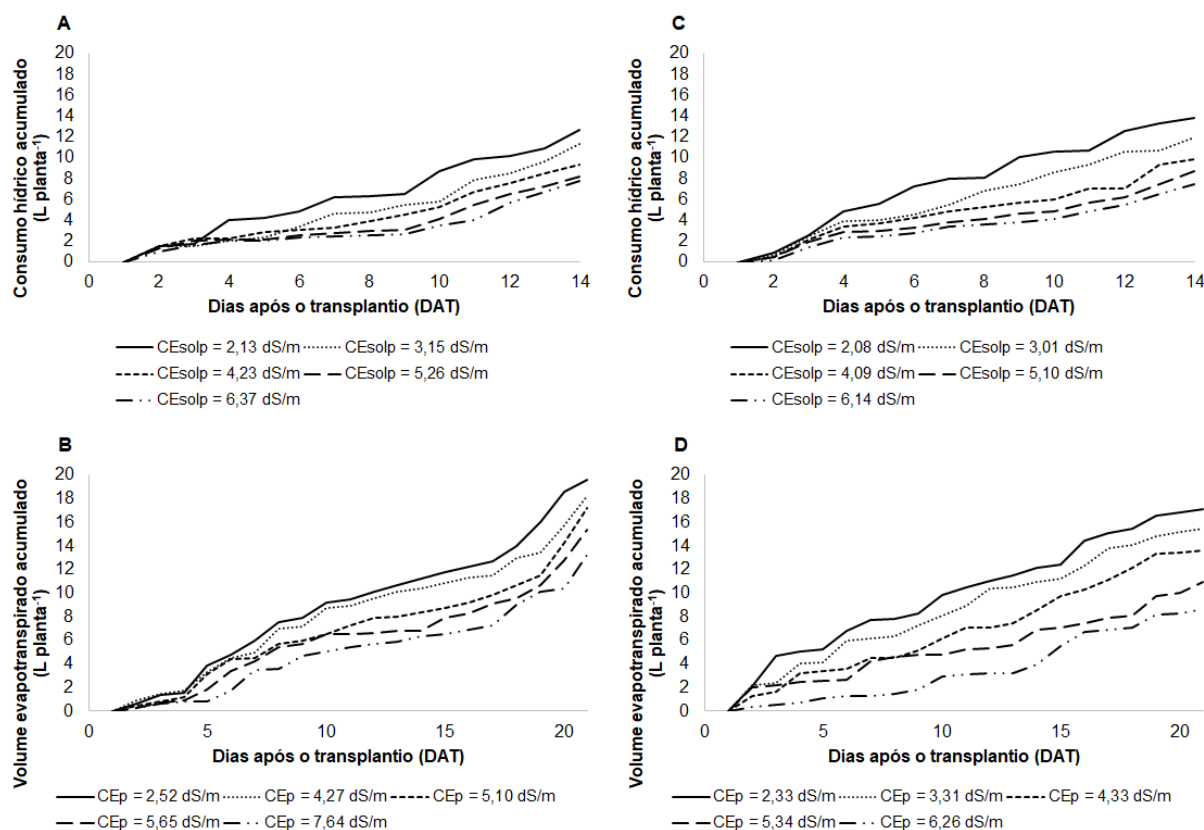 A
Consumo hídrico acumulado
(L planta⁻¹)
20
18
16
14
12
10
8
6
4
2
0
0 2 4 6 8 10 12 14
Dias após o transplantio (DAT)
CEsolp = 2,13 dS/m CEsolp = 3,15 dS/m
CEsolp = 4,23 dS/m CEsolp = 5,26 dS/m
CEsolp = 6,37 dS/m
C
Consumo hídrico acumulado
(L planta⁻¹)
20
18
16
14
12
10
8
6
4
2
0
0 2 4 6 8 10 12 14
Dias após o transplantio (DAT)
CEsolp = 2,08 dS/m CEsolp = 3,01 dS/m
CEsolp = 4,09 dS/m CEsolp = 5,10 dS/m
CEsolp = 6,14 dS/m
B
Volume evapotranspirado acumulado
(L planta⁻¹)
20
18
16
14
12
10
8
6
4
2
0
0 5 10 15 20
Dias após o transplantio (DAT)
CEp = 2,52 dS/m CEp = 4,27 dS/m CEp = 5,10 dS/m
CEp = 5,65 dS/m CEp = 7,64 dS/m
D
Volume evapotranspirado acumulado
(L planta⁻¹)
20
18
16
14
12
10
8
6
4
2
0
0 5 10 15 20
Dias após o transplantio (DAT)
CEp = 2,33 dS/m CEp = 3,31 dS/m CEp = 4,33 dS/m
CEp = 5,34 dS/m CEp = 6,26 dS/m